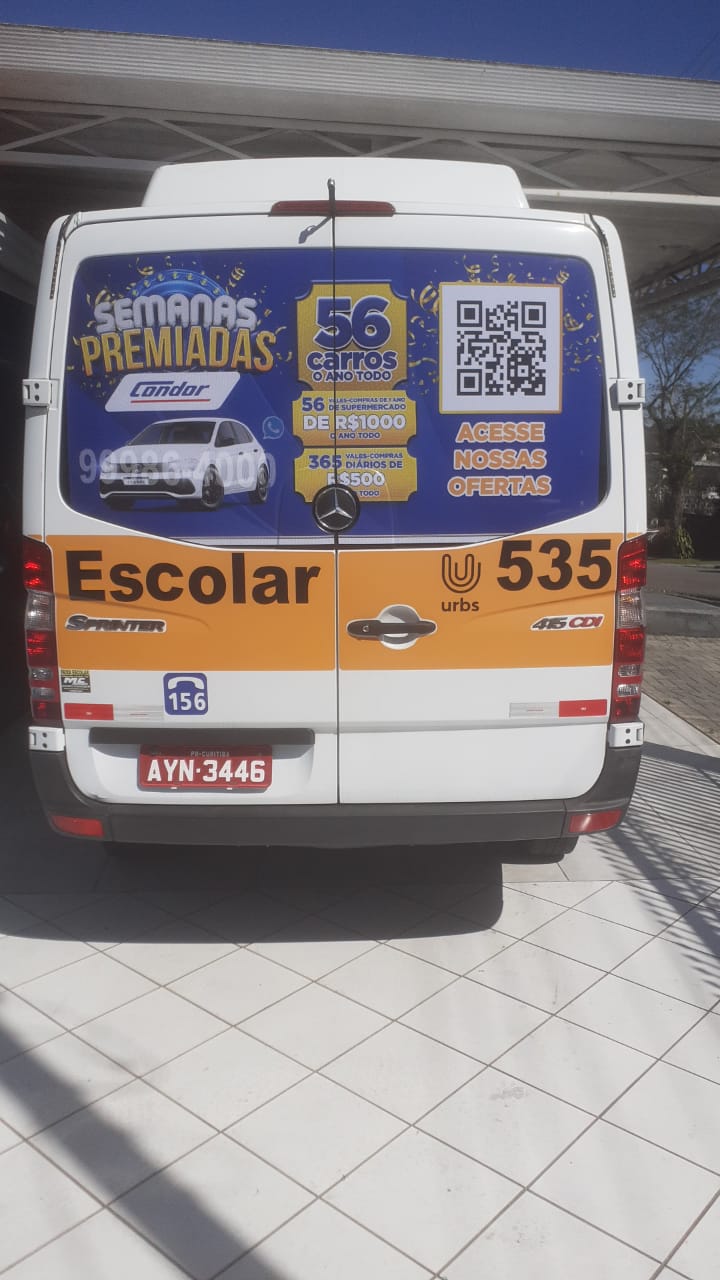 SEMANAS
PREMIADAS
Condor
56
carros
O ANO TODO
56 VALES-COMPRAS DE 1 ANO
DE SUPERMERCADO
DE R$1000
O ANO TODO
365 VALES-COMPRAS
DIÁRIOS DE
R$500
TODO
ACESSE
NOSSAS
OFERTAS
Escolar
urbs
535
SPRINTER
415 CDI
156
PR-CURITIBA
AYN·3446